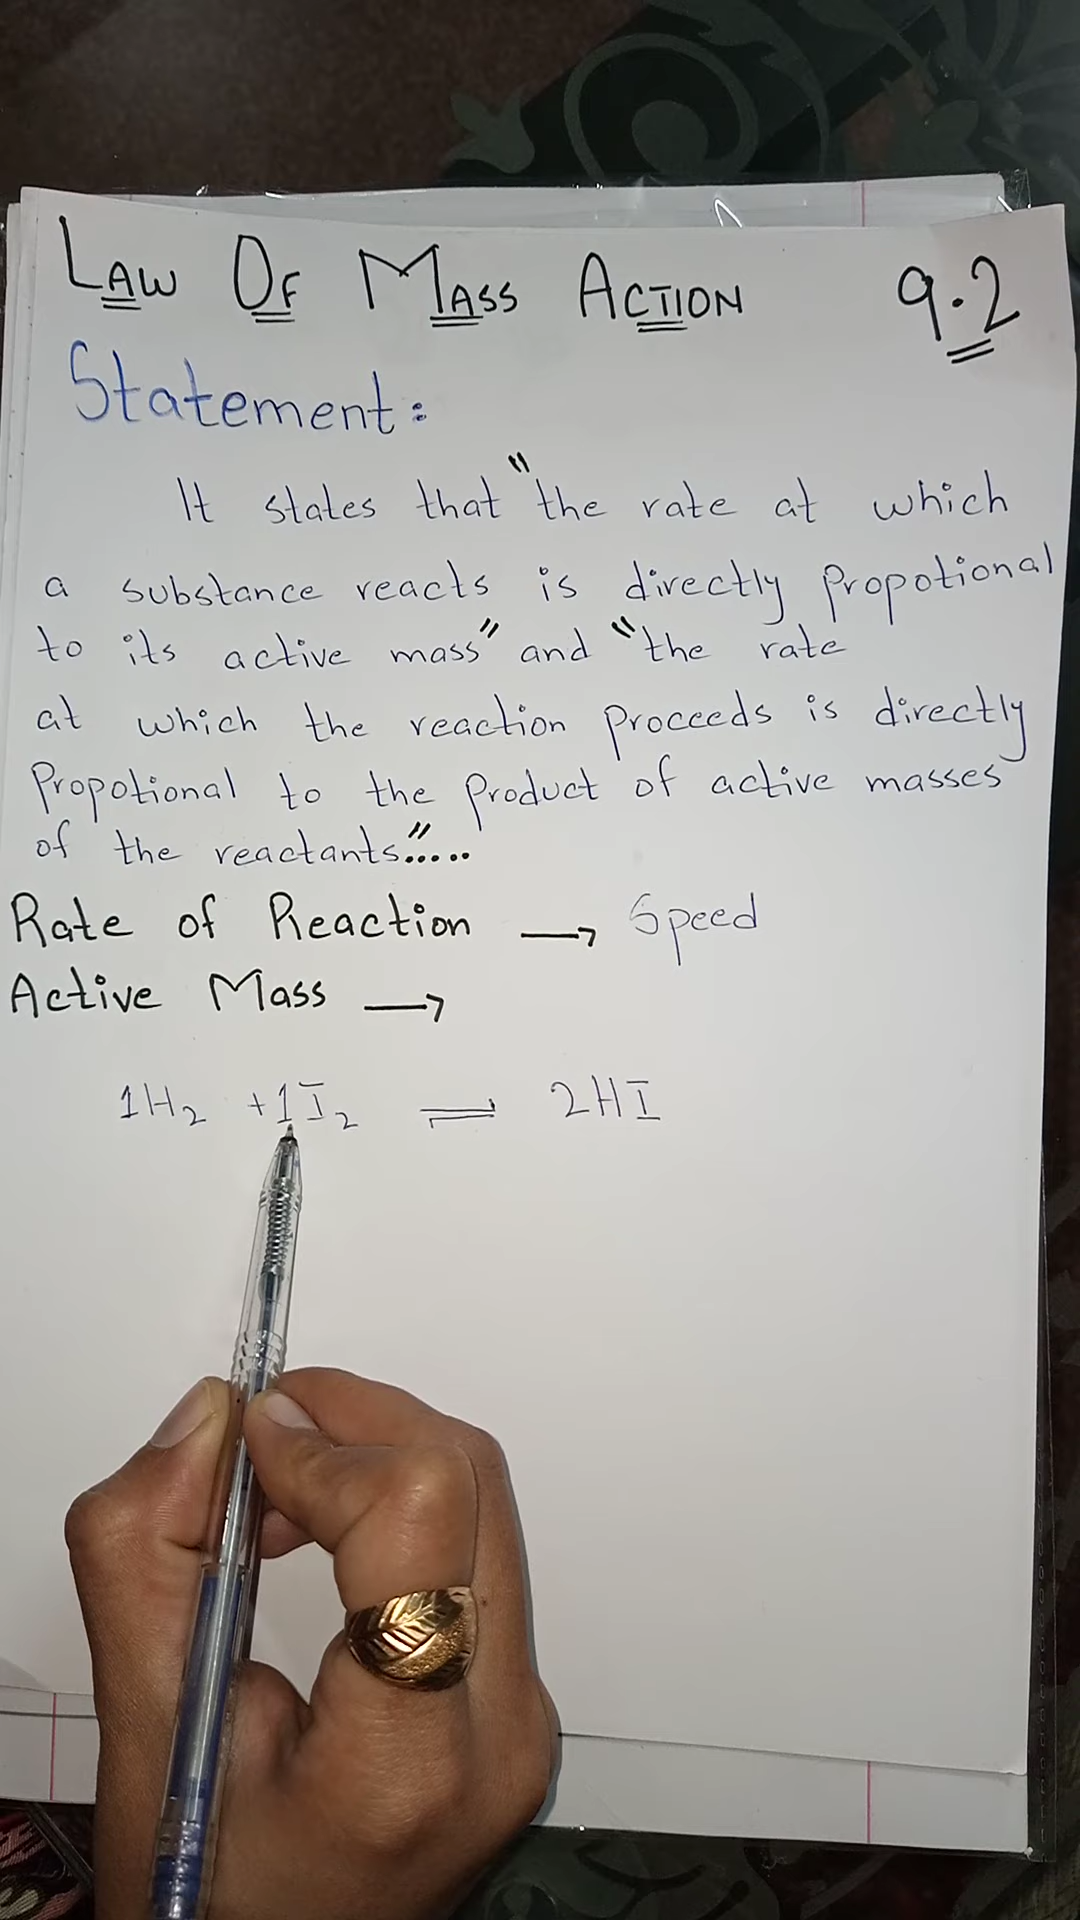 LAW OF MASS ACTION 9.2
Statement:
It states that "the rate at which
a substance reacts is directly Propotional
to its active mass" and "the rate
at which the reaction Proceeds is directly
Propotional to the Product of active masses
of the reactants".....
Rate of Reaction → Speed
Active Mass →
1H₂ + 1I₂ ⇌ 2HI